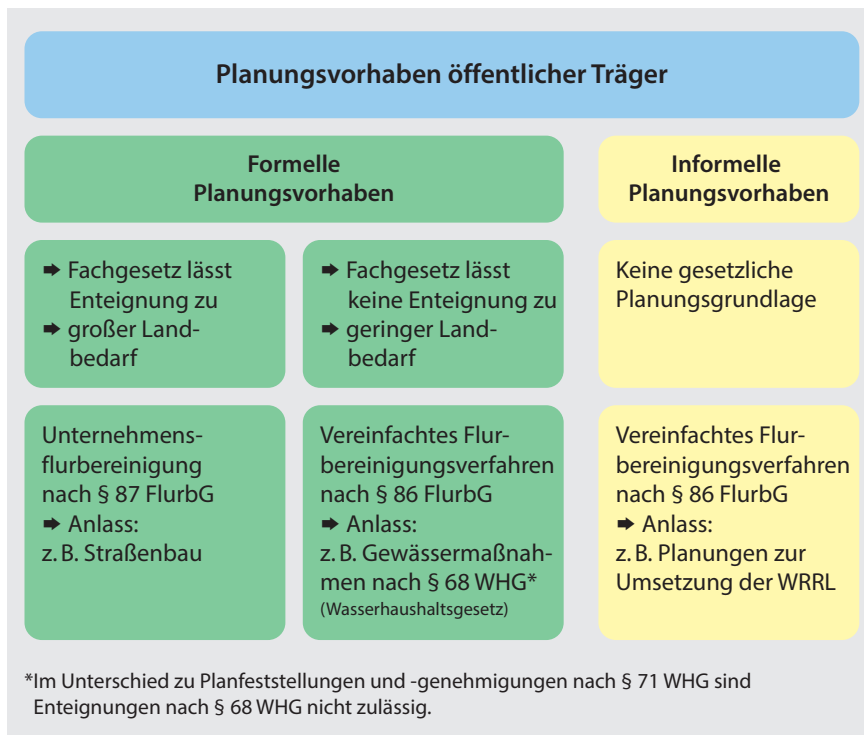 Planungsvorhaben öffentlicher Träger
Formelle
Planungsvorhaben
Informelle
Planungsvorhaben
➡ Fachgesetz lässt
Enteignung zu
➡ großer Land-
bedarf
➡ Fachgesetz lässt
keine Enteignung zu
➡ geringer Land-
bedarf
Keine gesetzliche
Planungsgrundlage
Unternehmens-
flurbereinigung
nach § 87 FlurbG
➡ Anlass:
z. B. Straßenbau
Vereinfachtes Flur-
bereinigungsverfahren
nach § 86 FlurbG
➡ Anlass:
z. B. Gewässermaßnah-
men nach § 68 WHG*
(Wasserhaushaltsgesetz)
Vereinfachtes Flur-
bereinigungsverfahren
nach § 86 FlurbG
➡ Anlass:
z. B. Planungen zur
Umsetzung der WRRL
*Im Unterschied zu Planfeststellungen und -genehmigungen nach § 71 WHG sind
Enteignungen nach § 68 WHG nicht zulässig.